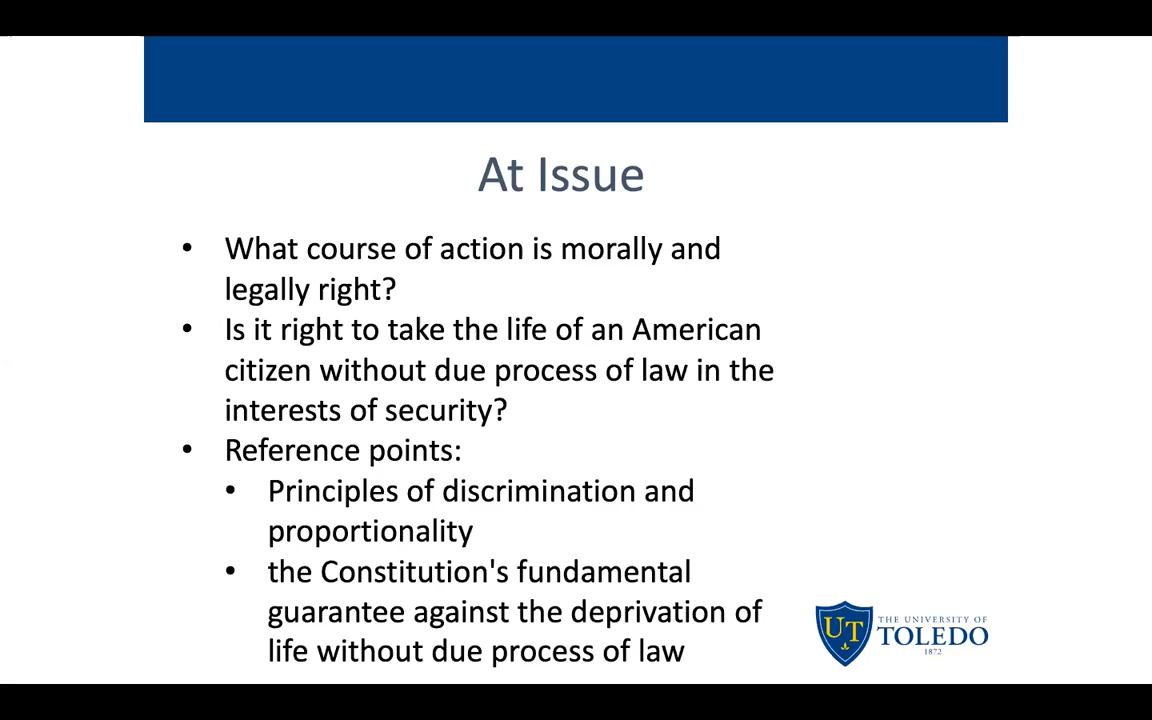 At Issue
• What course of action is morally and
legally right?
• Is it right to take the life of an American
citizen without due process of law in the
interests of security?
• Reference points:
• Principles of discrimination and
proportionality
• the Constitution's fundamental
guarantee against the deprivation of
life without due process of law
UT
THE UNIVERSITY OF
TOLEDO
1872